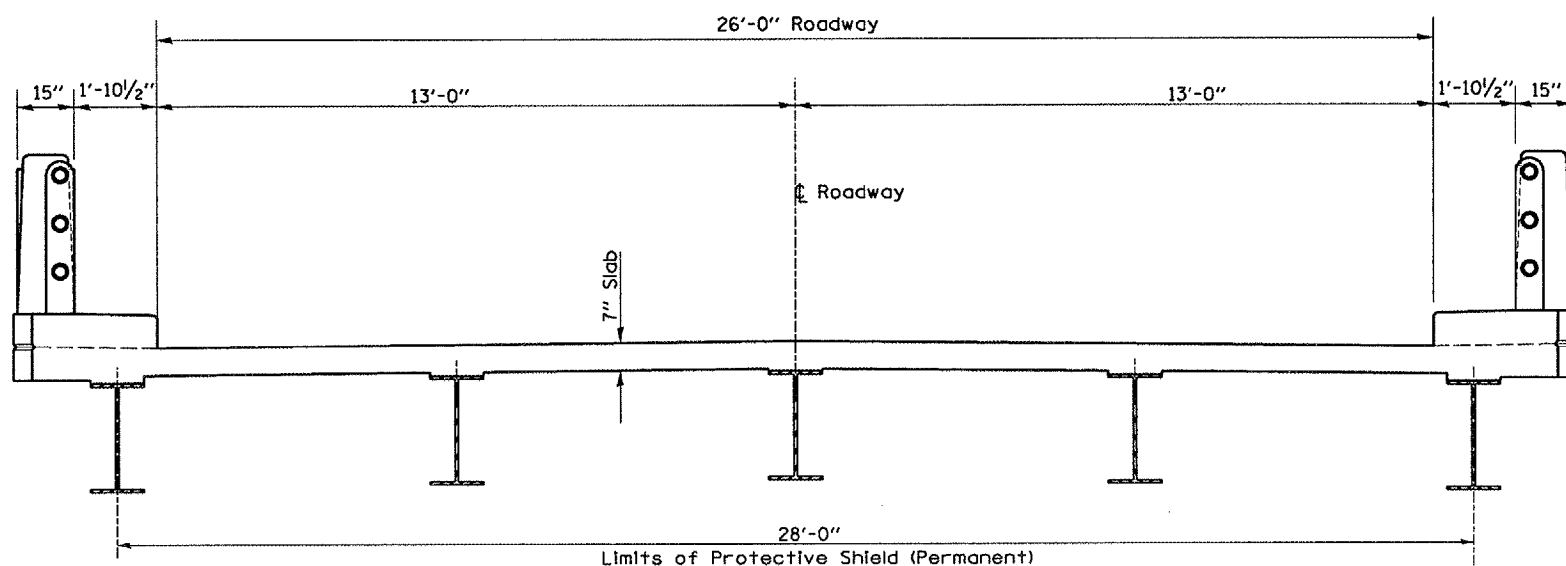 26'-0" Roadway
15" 1'-10½" 13'-0" 13'-0" 1'-10½" 15"
℄ Roadway
7" Slab
28'-0"
Limits of Protective Shield (Permanent)